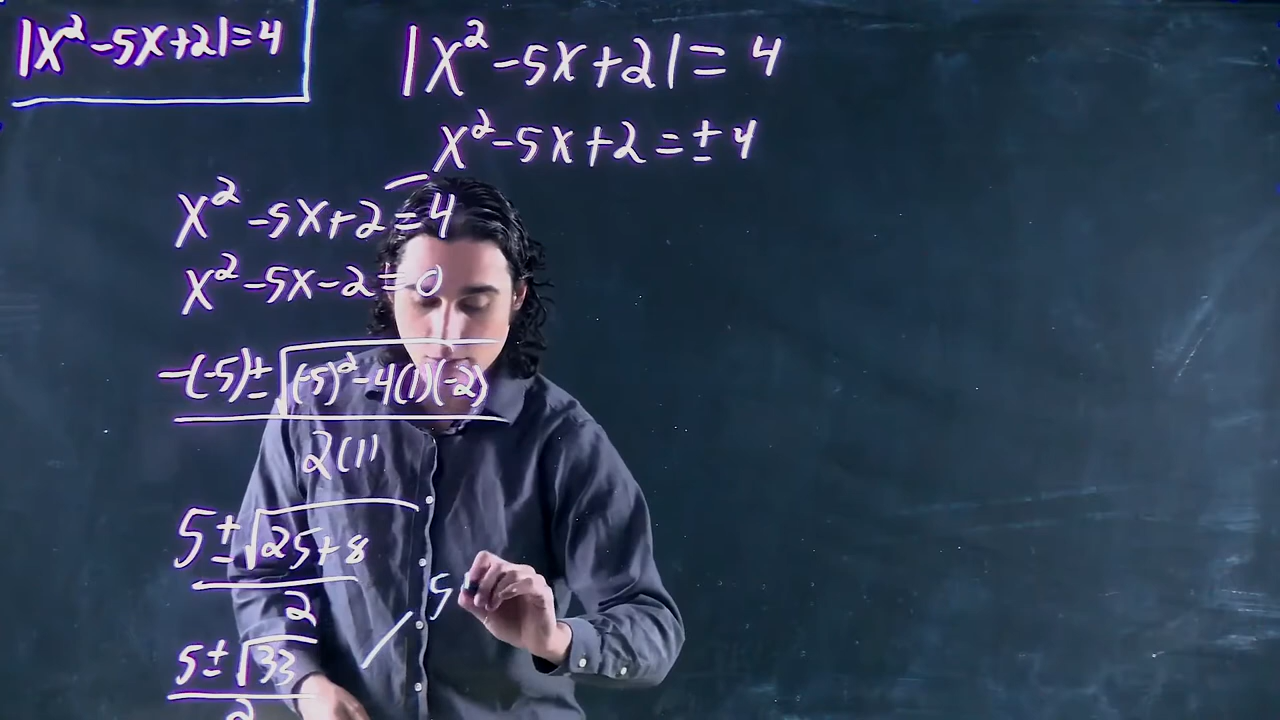 |x²-5x+2|=4
|x²-5x+2|=4
x²-5x+2=±4
x²-5x+2=4
x²-5x-2=0
-(-5)±√(-5)²-4(1)(-2)
2(1)
5±√25+8
2
5
5±√33
2